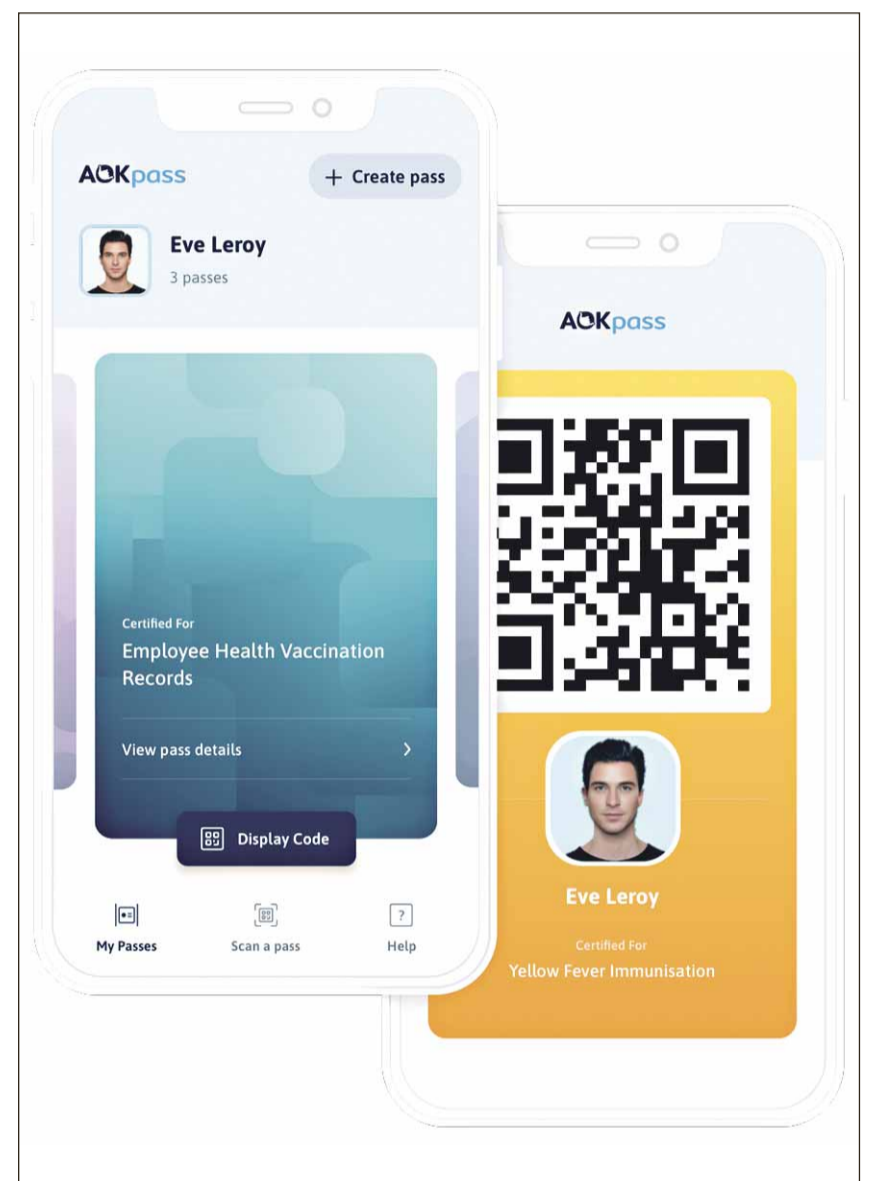 AOKpass
+ Create pass
Eve Leroy
3 passes
Certified For
Employee Health Vaccination
Records
View pass details
Display Code
My Passes
Scan a pass
Help
AOKpass
Eve Leroy
Certified For
Yellow Fever Immunisation